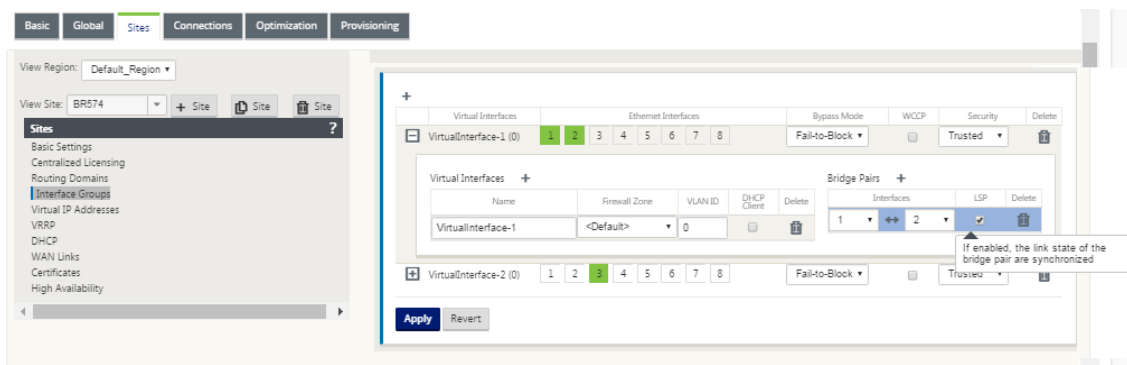 Basic Global Sites Connections Optimization Provisioning
View Region: Default_Region
View Site: BR574 + Site Site Site
Sites ?
Basic Settings
Centralized Licensing
Routing Domains
Interface Groups
Virtual IP Addresses
VRRP
DHCP
WAN Links
Certificates
High Availability
+
Virtual Interfaces Ethernet Interfaces Bypass Mode WCCP Security Delete
VirtualInterface-1 (0) 1 2 3 4 5 6 7 8 Fail-to-Block Trusted
Virtual Interfaces + Bridge Pairs +
Name Firewall Zone VLAN ID DHCP Client Delete Interfaces LSP Delete
VirtualInterface-1 <Default> 0 1 2
If enabled, the link state of the
bridge pair are synchronized
VirtualInterface-2 (0) 1 2 3 4 5 6 7 8 Fail-to-Block Trusted
Apply Revert